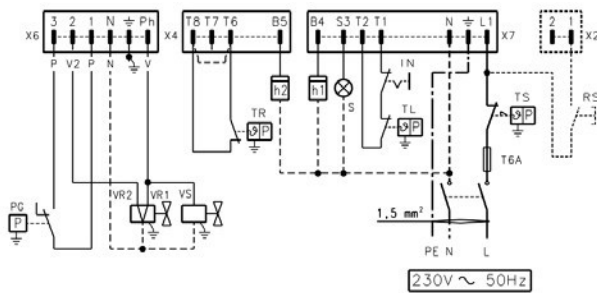 3 2 1 N Ph
T8 T7 T6 B5
B4 S3 T2 T1 N L1
2 1
X6
X4
X7
X2
P V2 P N V
h2
h1
S
IN
TR
ϑ P
TL
ϑ P
TS
ϑ P
RS
T6A
PG
P
VR2 VR1 VS
1,5 mm²
PE N L
230V ~ 50Hz